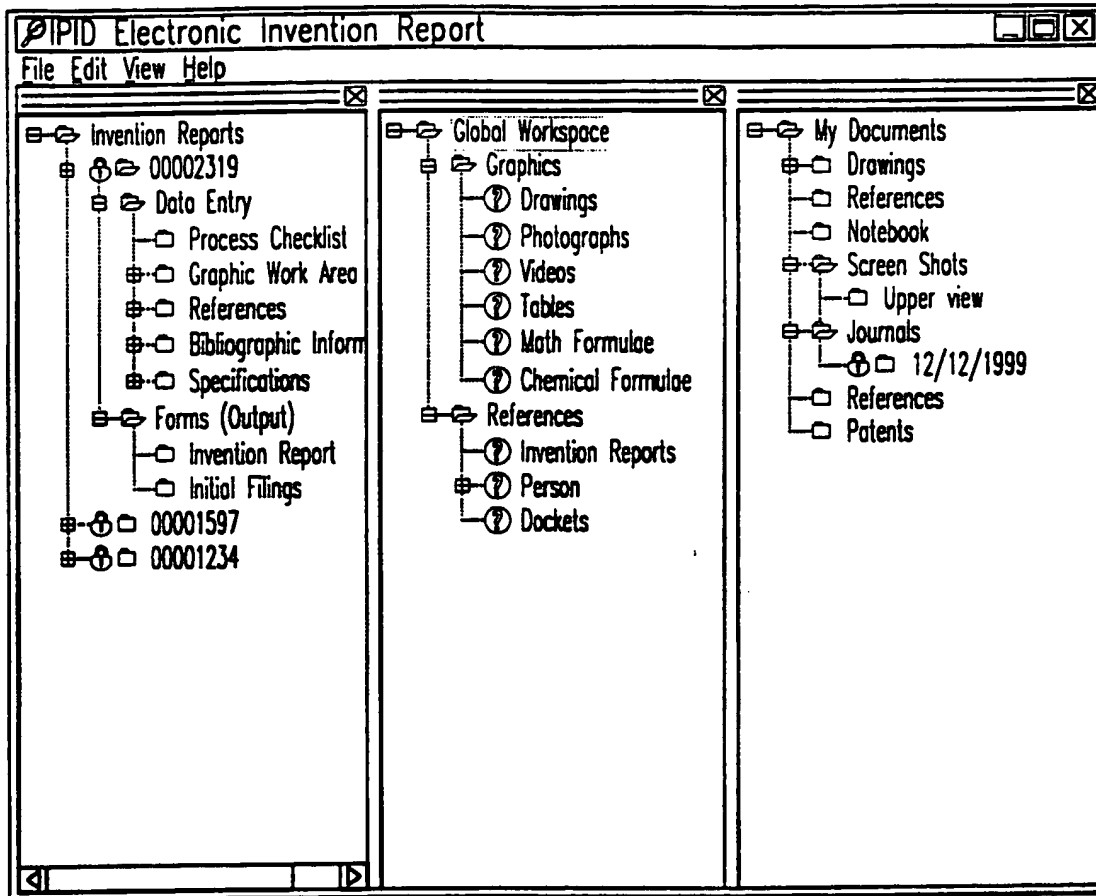 IPID Electronic Invention Report
File Edit View Help
Invention Reports
00002319
Data Entry
Process Checklist
Graphic Work Area
References
Bibliographic Inform
Specifications
Forms (Output)
Invention Report
Initial Filings
00001597
00001234
Global Workspace
Graphics
Drawings
Photographs
Videos
Tables
Math Formulae
Chemical Formulae
References
Invention Reports
Person
Dockets
My Documents
Drawings
References
Notebook
Screen Shots
Upper view
Journals
12/12/1999
References
Patents